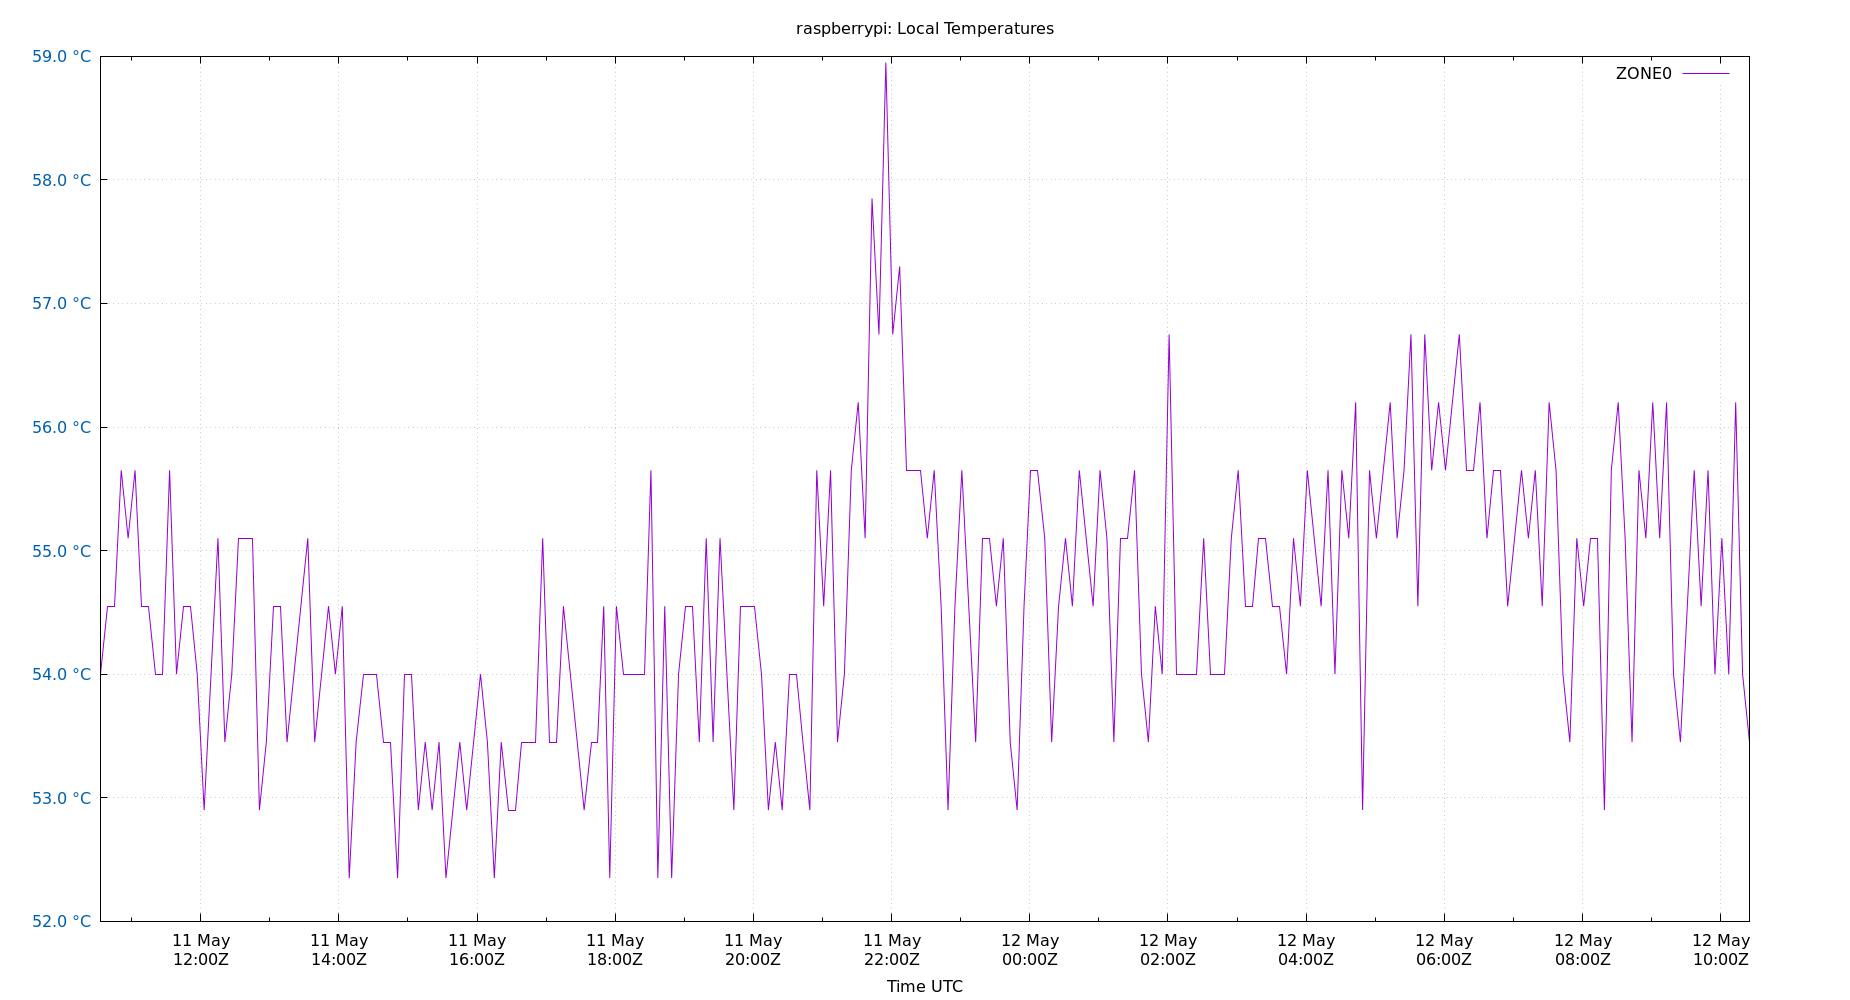 raspberrypi: Local Temperatures
59.0 °C
ZONE0
58.0 °C
57.0 °C
56.0 °C
55.0 °C
54.0 °C
53.0 °C
52.0 °C
11 May 11 May 11 May 11 May 11 May 11 May 12 May 12 May 12 May 12 May 12 May 12 May
12:00Z 14:00Z 16:00Z 18:00Z 20:00Z 22:00Z 00:00Z 02:00Z 04:00Z 06:00Z 08:00Z 10:00Z
Time UTC